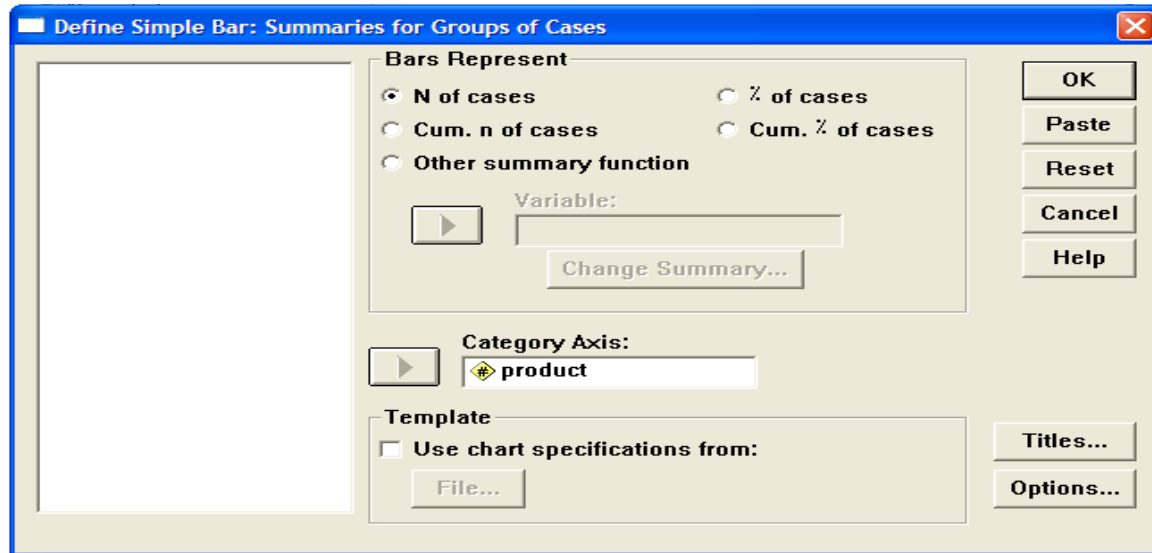 Define Simple Bar: Summaries for Groups of Cases
Bars Represent
N of cases
% of cases
Cum. n of cases
Cum. % of cases
Other summary function
Variable:
Change Summary...
Category Axis:
# product
Template
Use chart specifications from:
File...
OK
Paste
Reset
Cancel
Help
Titles...
Options...